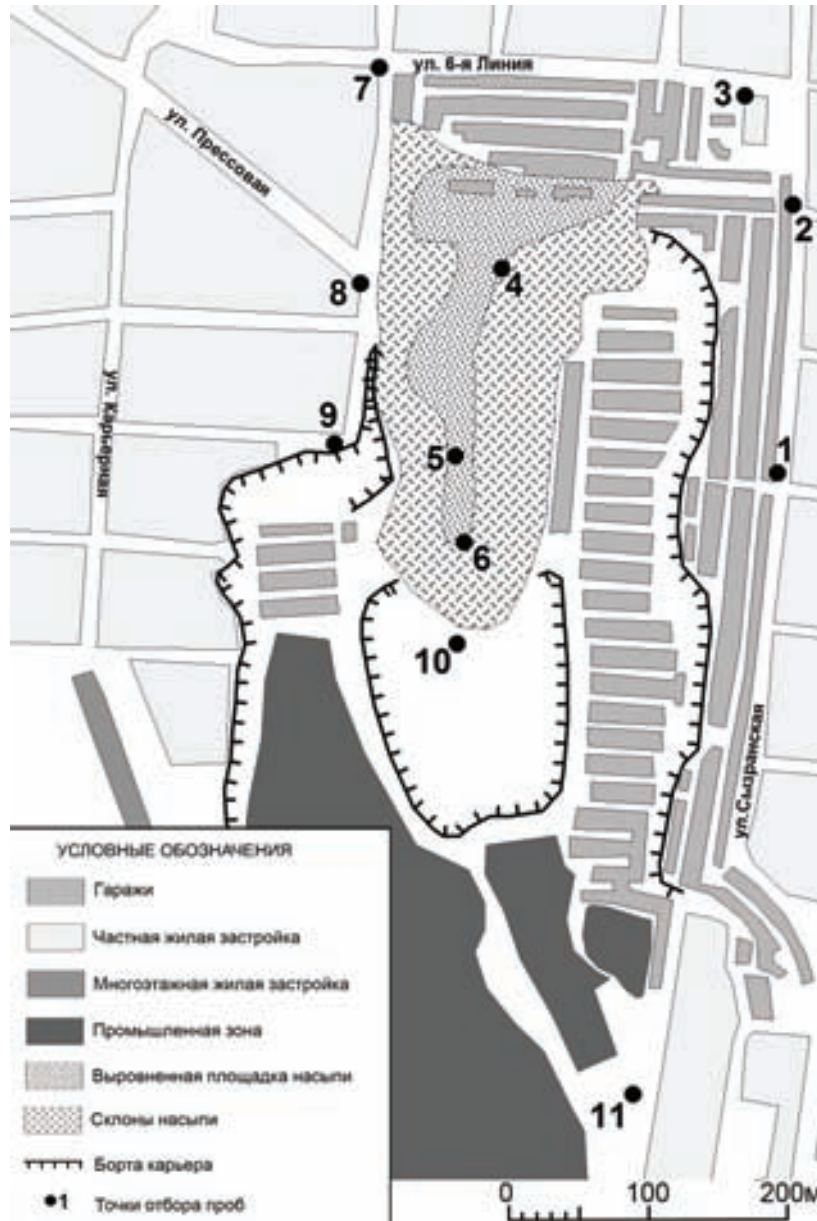 ул. 6-я Линия
7
3
ул. Прессовая
2
4
8
ул. Карьерная
9
5
1
6
10
ул.Сызранская
УСЛОВНЫЕ ОБОЗНАЧЕНИЯ
Гаражи
Частная жилая застройка
Многоэтажная жилая застройка
Промышленная зона
Выровненная площадка насыпи
Склоны насыпи
Борта карьера
1 Точки отбора проб
11
0 100 200м